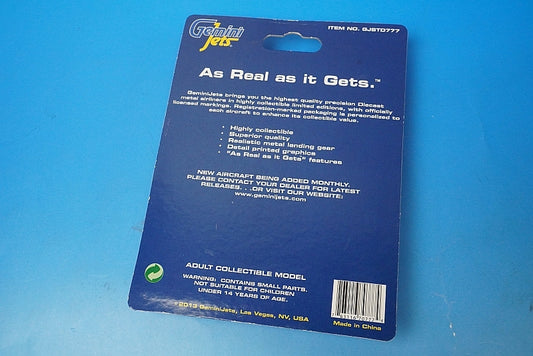 Gemini Jets.
ITEM NO. GJSTD777
As Real as it Gets.™
GeminiJets brings you the highest quality precision Diecast
metal airliners in highly collectible limited editions, with officially
licensed markings. Registration-marked packaging is personalized to
each aircraft to enhance its collectible value.
• Highly collectible
• Superior quality
• Realistic metal landing gear
• Detail printed graphics
• "As Real as it Gets" features
NEW AIRCRAFT BEING ADDED MONTHLY.
PLEASE CONTACT YOUR DEALER FOR LATEST
RELEASES. . .OR VISIT OUR WEBSITE:
www.geminijets.com
ADULT COLLECTIBLE MODEL
WARNING: CONTAINS SMALL PARTS.
NOT SUITABLE FOR CHILDREN
UNDER 14 YEARS OF AGE.
©2013 GeminiJets, Las Vegas, NV, USA
Made in China